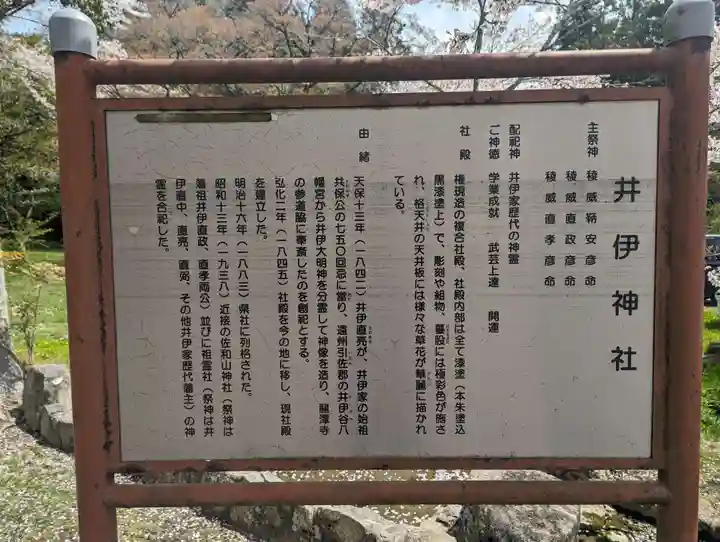 井伊神社
主祭神　稜威鞆安彦命
稜威直政彦命
稜威直孝彦命
配祀神　井伊家歴代の神霊
ご神徳　学業成就　武芸上達　開運
社殿　権現造の複合社殿、社殿内部は全て漆塗（本朱塗込
黒漆塗上）で、彫刻や組物、蟇股には極彩色が施さ
れ、格天井の天井板には様々な草花が華麗に描かれ
ている。
由緒　天保十三年（一八四二）井伊直亮が、井伊家の始祖
共保公の七五〇回忌に當り、遠州引佐郡の井伊谷八
幡宮から井伊大明神を分霊して神像を造り、龍潭寺
の参道脇に奉斎したのを創祀とする。
弘化二年（一八四五）社殿を今の地に移し、現社殿
を建立した。
明治十六年（一八八三）県社に列格された。
昭和十三年（一九三八）近接の佐和山神社（祭神は
藩祖井伊直政、直孝両公）並びに祖霊社（祭神は井
伊直中、直亮、直弼、その他井伊家歴代藩主）の神
霊を合祀した。